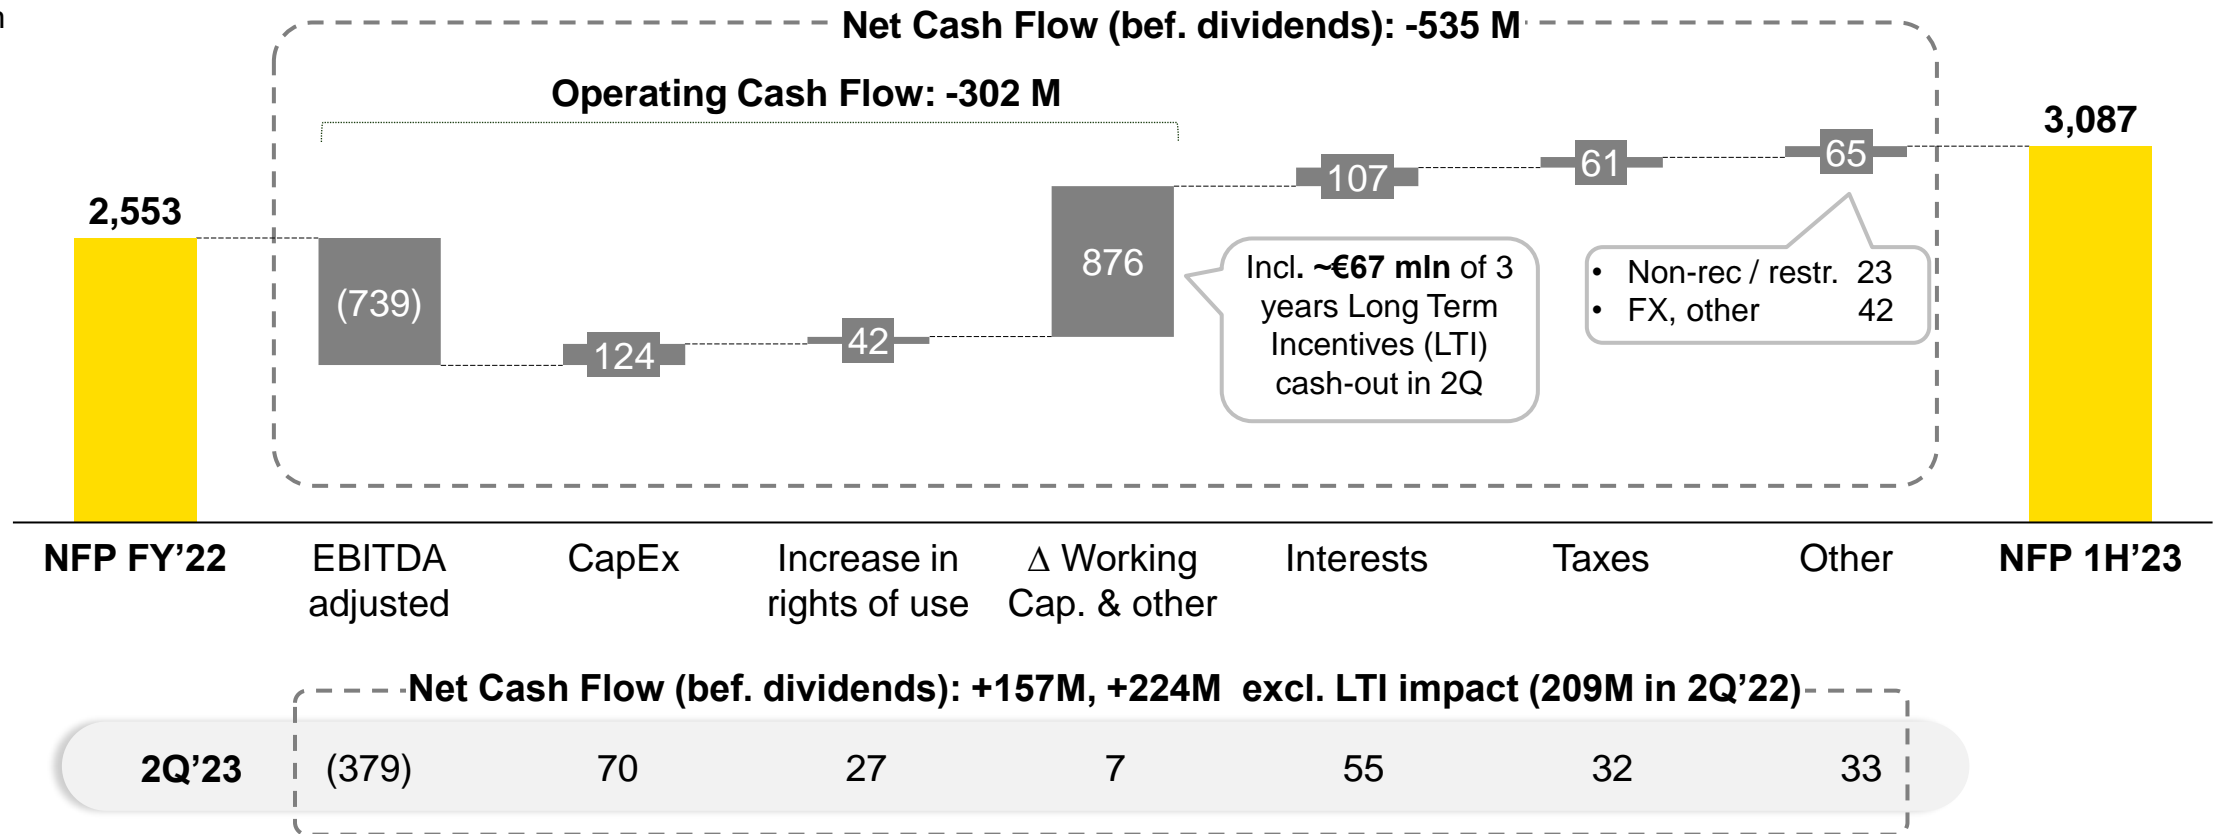 Net Cash Flow (bef. dividends): -535 M
Operating Cash Flow: -302 M
2,553
(739)
124
42
876
107
61
65
3,087
Incl. ~€67 mln of 3
years Long Term
Incentives (LTI)
cash-out in 2Q
• Non-rec / restr. 23
• FX, other 42
NFP FY’22
EBITDA
adjusted
CapEx
Increase in
rights of use
Δ Working
Cap. & other
Interests
Taxes
Other
NFP 1H’23
Net Cash Flow (bef. dividends): +157M, +224M excl. LTI impact (209M in 2Q’22)
2Q’23 (379) 70 27 7 55 32 33